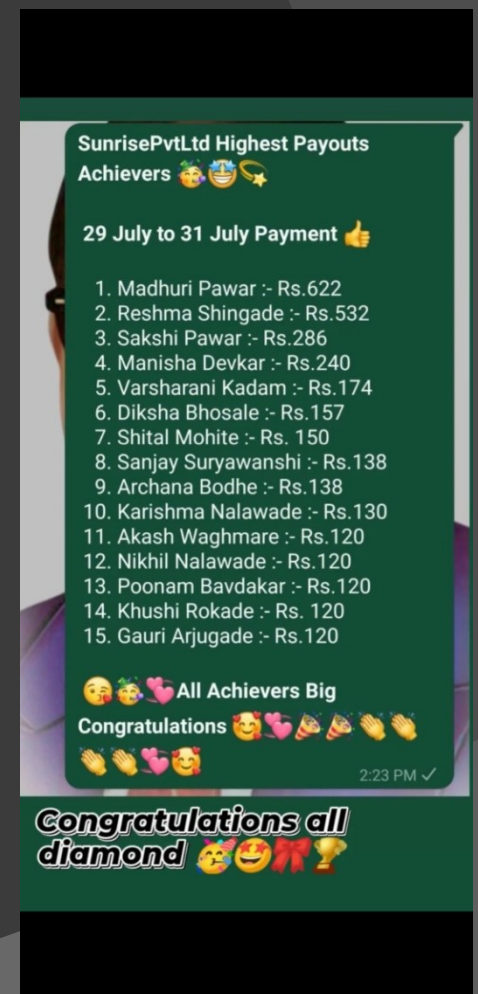 SunrisePvtLtd Highest Payouts
Achievers 🥳🤩💫
29 July to 31 July Payment 👍
1. Madhuri Pawar :- Rs.622
2. Reshma Shingade :- Rs.532
3. Sakshi Pawar :- Rs.286
4. Manisha Devkar :- Rs.240
5. Varsharani Kadam :- Rs.174
6. Diksha Bhosale :- Rs.157
7. Shital Mohite :- Rs. 150
8. Sanjay Suryawanshi :- Rs.138
9. Archana Bodhe :- Rs.138
10. Karishma Nalawade :- Rs.130
11. Akash Waghmare :- Rs.120
12. Nikhil Nalawade :- Rs.120
13. Poonam Bavdakar :- Rs.120
14. Khushi Rokade :- Rs. 120
15. Gauri Arjugade :- Rs.120
😘🥳💞All Achievers Big
Congratulations 🥰💞🎉🎉👏👏
👏👏💞🥰
2:23 PM ✓
Congratulations all
diamond 🥳🤩🎀🏆